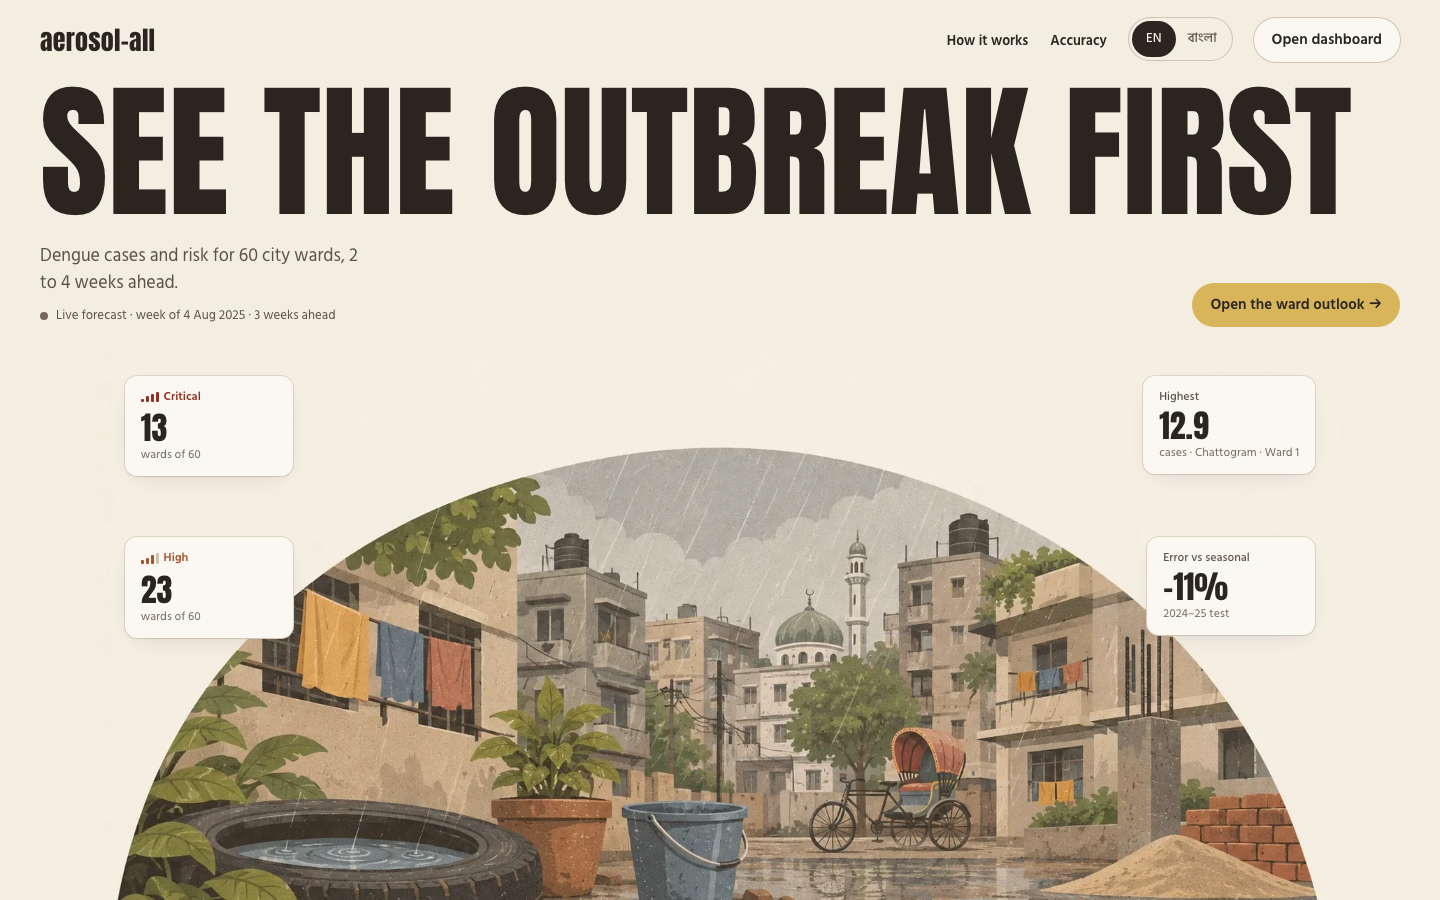 aerosol-all
How it works
Accuracy
EN
বাংলা
Open dashboard
SEE THE OUTBREAK FIRST
Dengue cases and risk for 60 city wards, 2
to 4 weeks ahead.
Live forecast · week of 4 Aug 2025 · 3 weeks ahead
Open the ward outlook →
Critical
13
wards of 60
Highest
12.9
cases · Chattogram · Ward 1
High
23
wards of 60
Error vs seasonal
-11%
2024–25 test